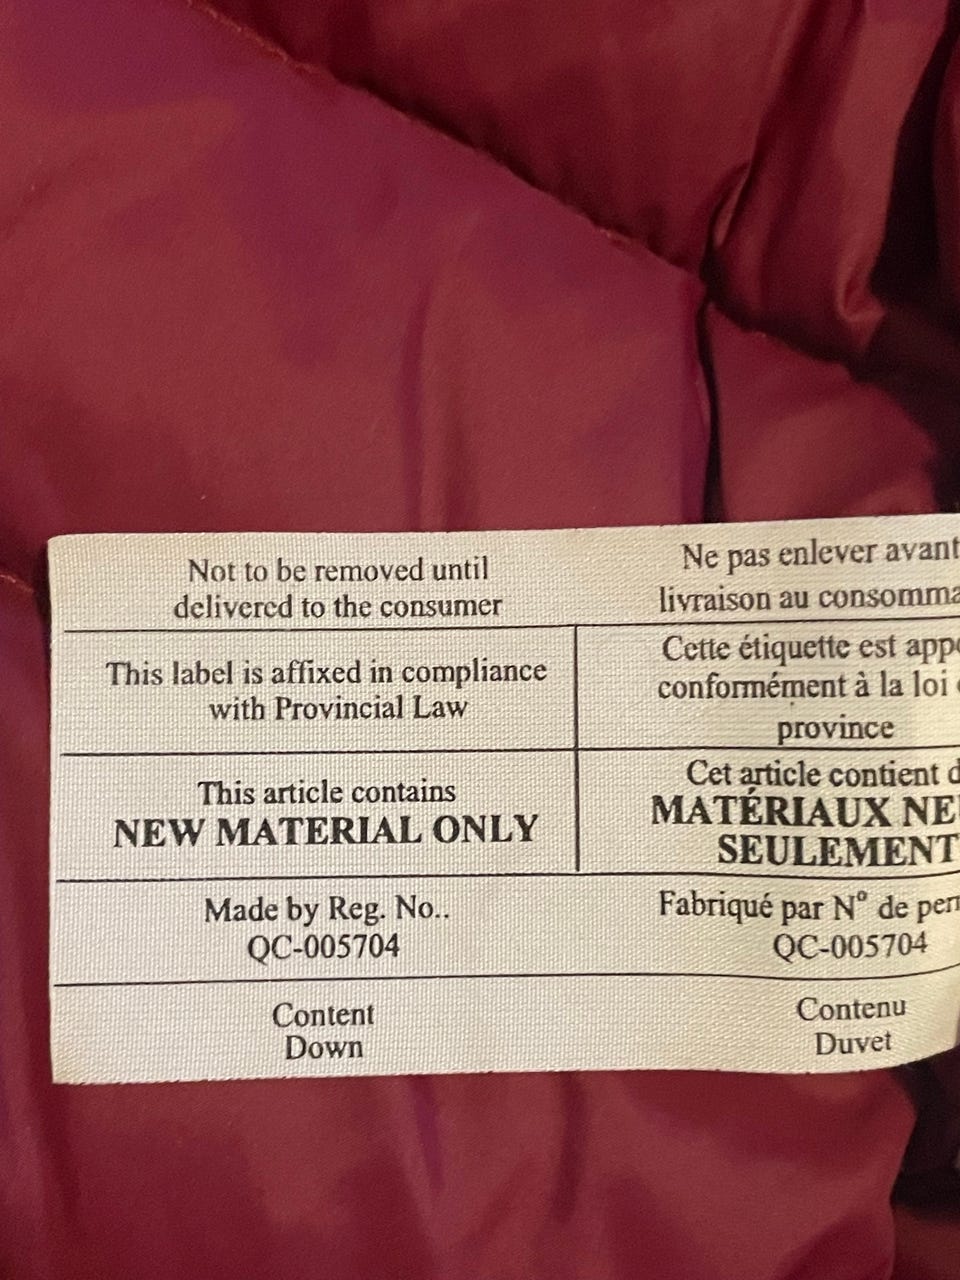 Not to be removed until
delivered to the consumer
Ne pas enlever avant
livraison au
This label is affixed in compliance
with Provincial Law
Cette étiquette est
conformément à la loi
province
This article contains
NEW MATERIAL ONLY
Cet article contient
MATÉRIAUX
SEULEMENT
Made by Reg. No..
QC-005704
Fabriqué par Nº de
QC-005704
Content
Down
Contenu
Duvet